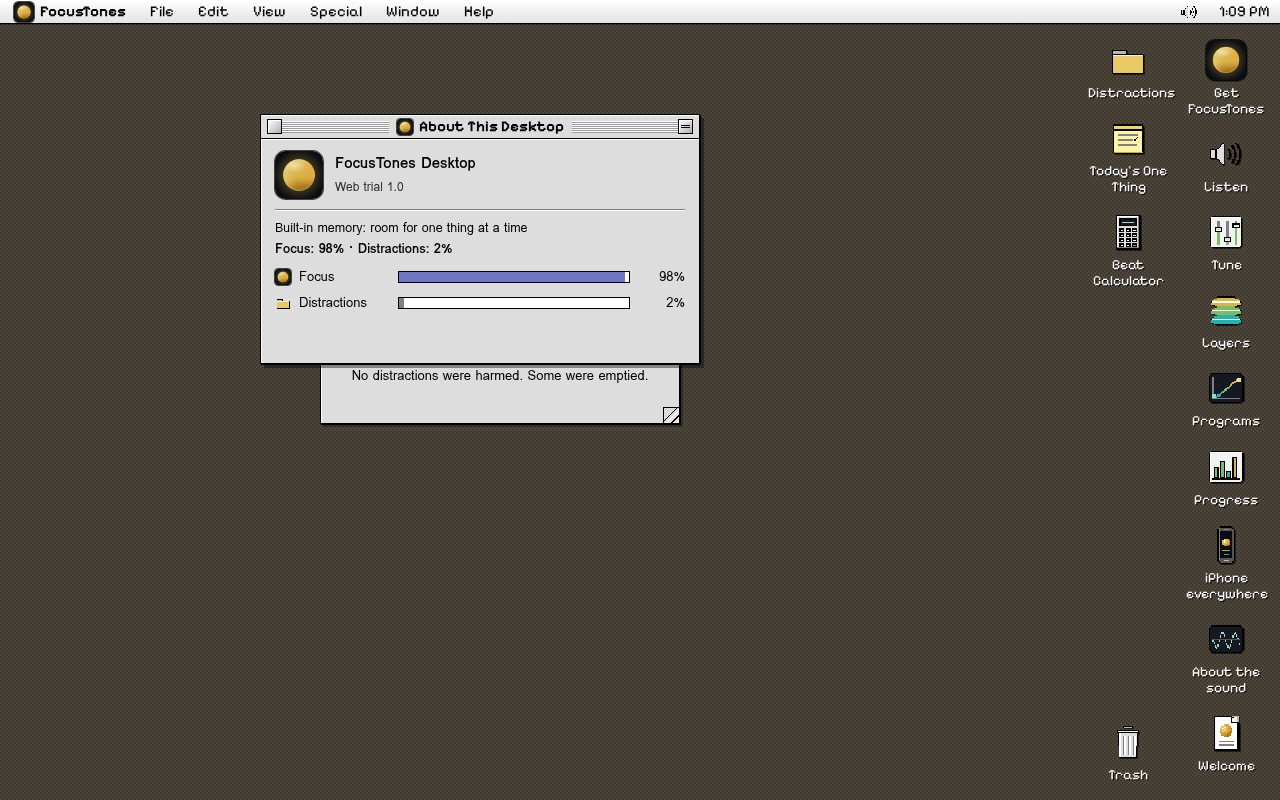 FocusTones File Edit View Special Window Help 1:09 PM
About This Desktop
FocusTones Desktop
Web trial 1.0
Built-in memory: room for one thing at a time
Focus: 98% · Distractions: 2%
Focus 98%
Distractions 2%
No distractions were harmed. Some were emptied.
Distractions
Get
FocusTones
Today's One
Thing
Listen
Beat
Calculator
Tune
Layers
Programs
Progress
iPhone
everywhere
About the
sound
Trash
Welcome